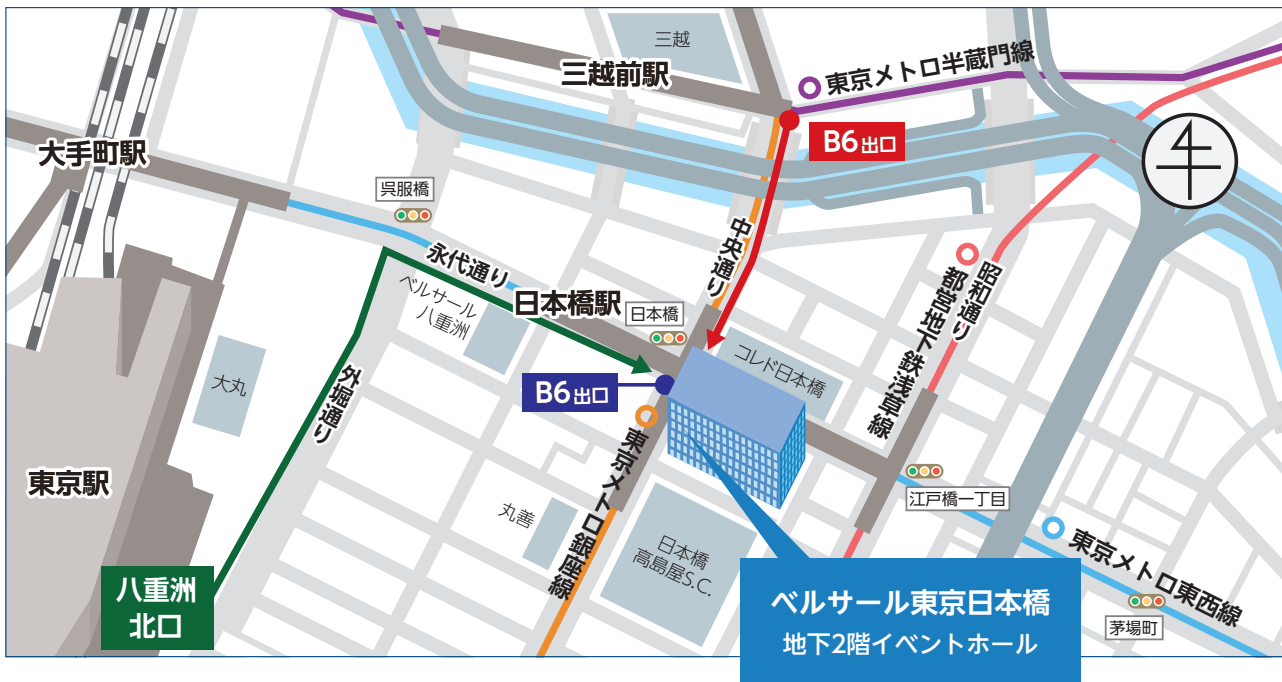 三越
三越前駅
東京メトロ半蔵門線
B6出口
大手町駅
呉服橋
永代通り
中央通り
昭和通り
都営地下鉄浅草線
ベルサール
八重洲
日本橋駅
日本橋
コレド日本橋
大丸
外堀通り
B6出口
東京メトロ銀座線
東京駅
丸善
日本橋
高島屋S.C.
江戸橋一丁目
東京メトロ東西線
茅場町
八重洲
北口
ベルサール東京日本橋
地下2階イベントホール